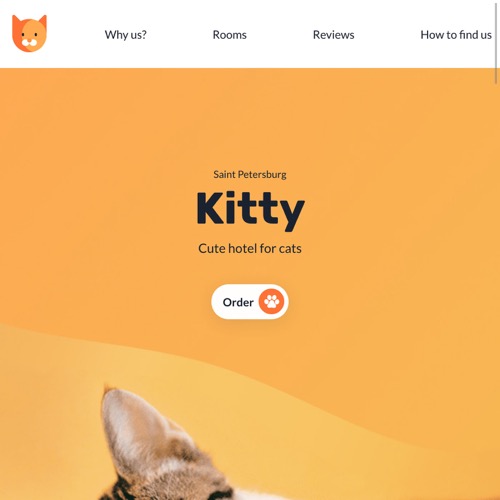 Why us?
Rooms
Reviews
How to find us
Saint Petersburg
Kitty
Cute hotel for cats
Order